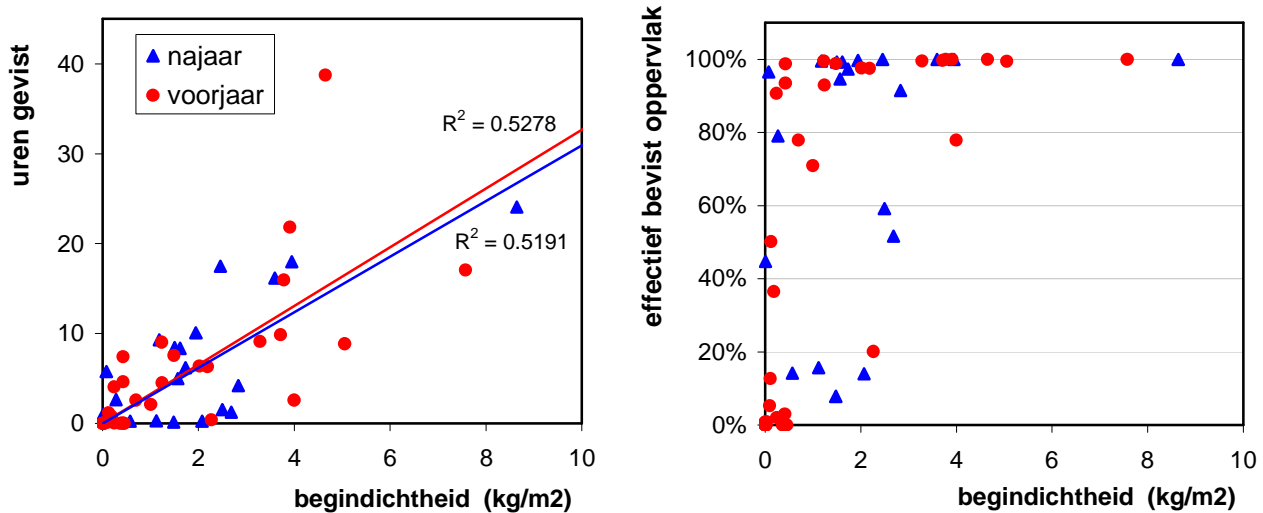 uren gevist
najaar
voorjaar
R² = 0.5278
R² = 0.5191
40
30
20
10
0
0 2 4 6 8 10
begindichtheid (kg/m2)
effectief bevist oppervlak
100%
80%
60%
40%
20%
0%
0 2 4 6 8 10
begindichtheid (kg/m2)